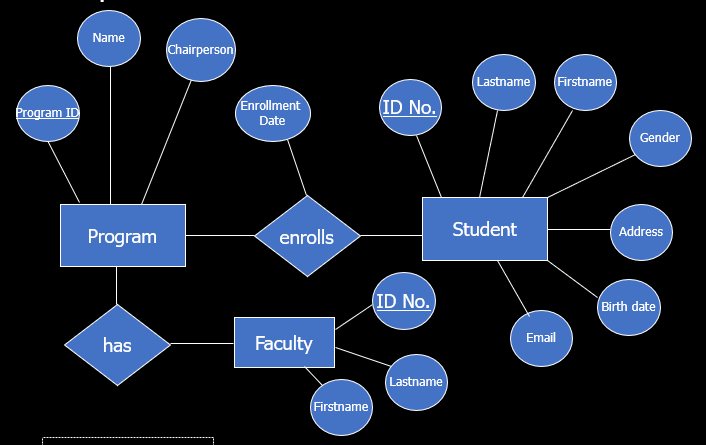 Name
Chairperson
Program ID
Enrollment
Date
ID No.
Lastname
Firstname
Gender
Program
enrolls
Student
Address
Birth date
Email
has
Faculty
ID No.
Lastname
Firstname